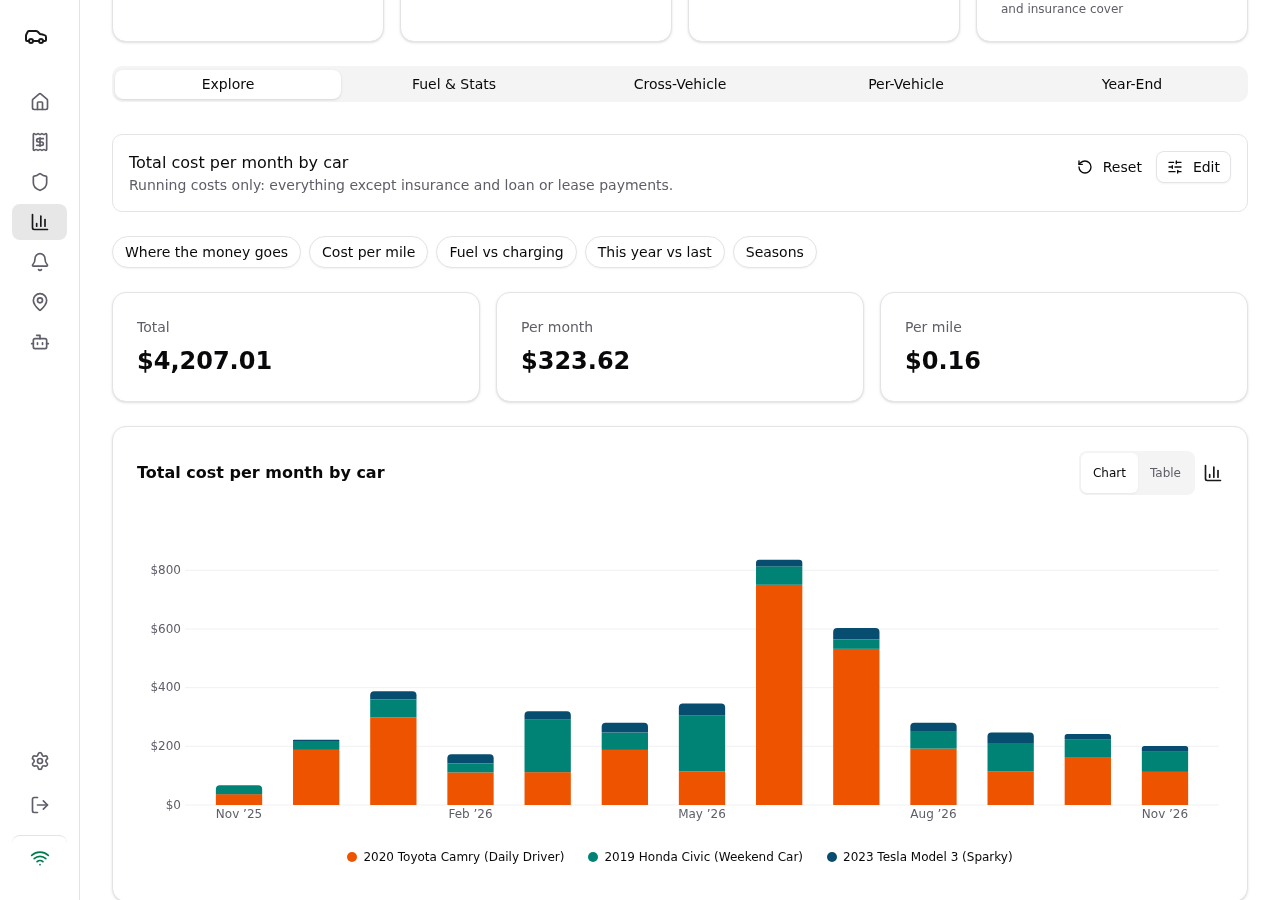 and insurance cover
Explore
Fuel & Stats
Cross-Vehicle
Per-Vehicle
Year-End
Total cost per month by car
Running costs only: everything except insurance and loan or lease payments.
Reset
Edit
Where the money goes
Cost per mile
Fuel vs charging
This year vs last
Seasons
Total
$4,207.01
Per month
$323.62
Per mile
$0.16
Total cost per month by car
Chart
Table
$800
$600
$400
$200
$0
Nov ’25
Feb ’26
May ’26
Aug ’26
Nov ’26
2020 Toyota Camry (Daily Driver)
2019 Honda Civic (Weekend Car)
2023 Tesla Model 3 (Sparky)